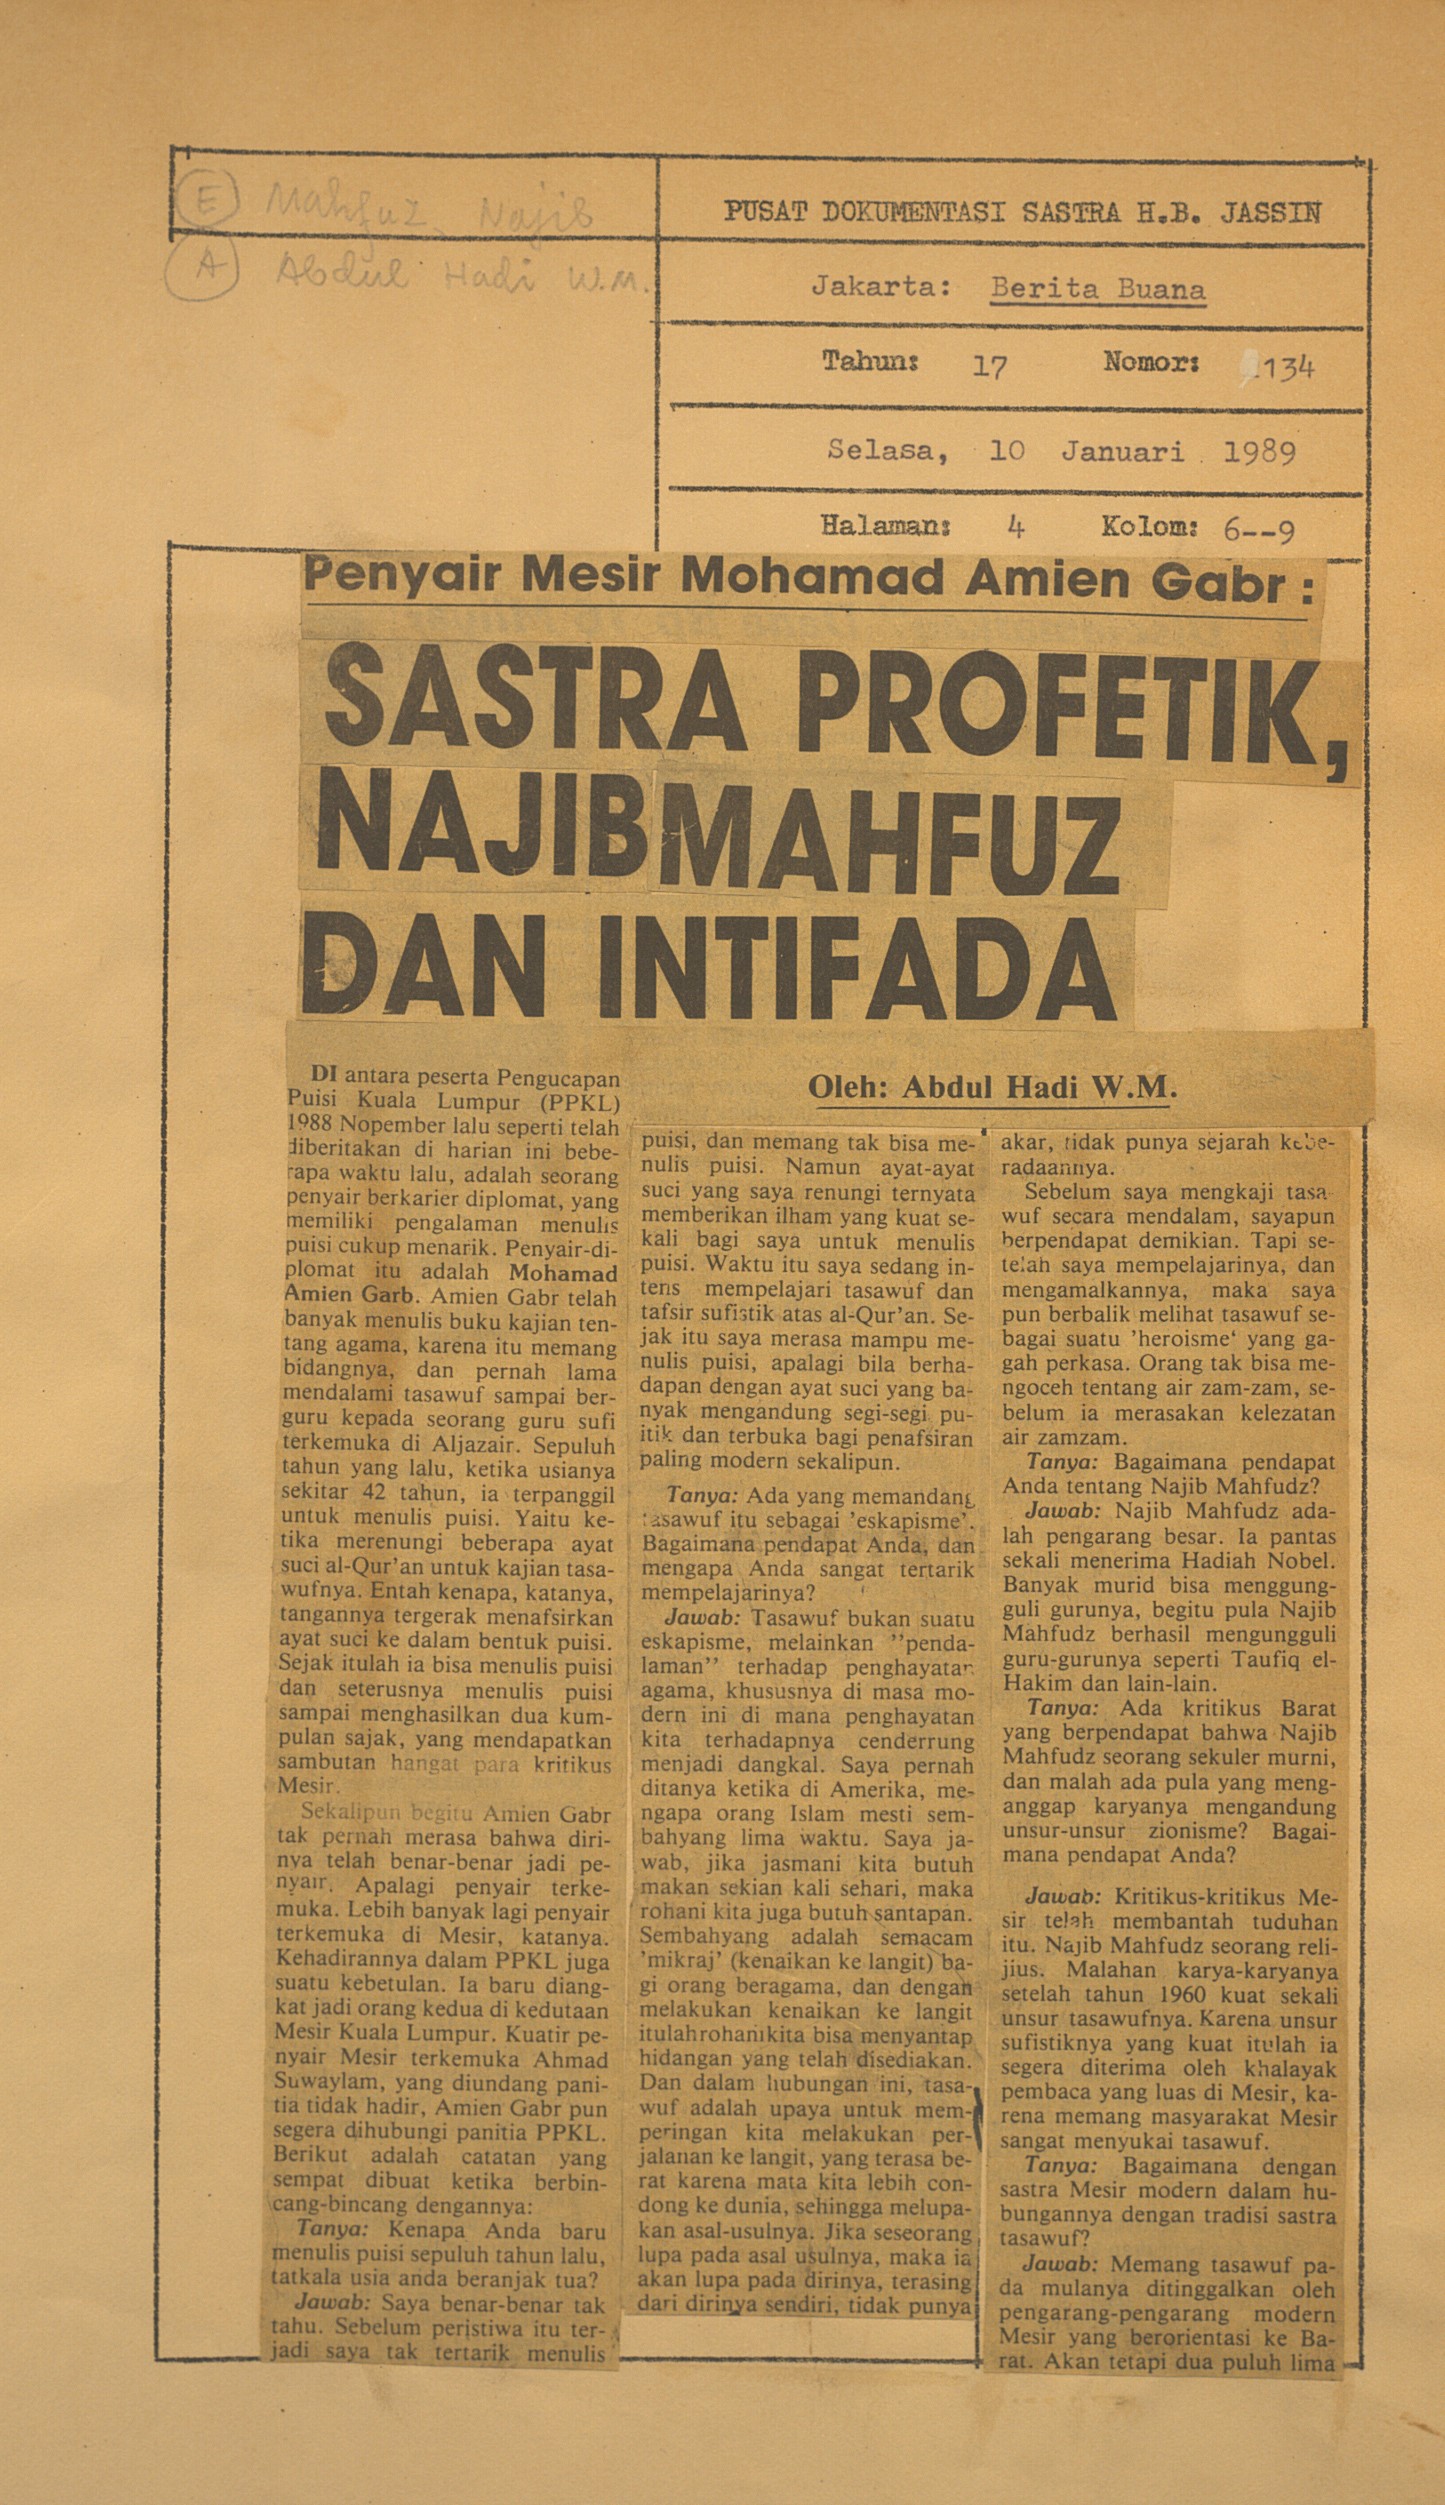 E Mahfuz, Najib
A Abdul Hadi W.M.
PUSAT DOKUMENTASI SASTRA H.B. JASSIN
Jakarta: Berita Buana
Tahun: 17 Nomor: 134
Selasa, 10 Januari 1989
Halaman: 4 Kolom: 6--9
Penyair Mesir Mohamad Amien Gabr :
SASTRA PROFETIK,
NAJIB MAHFUZ
DAN INTIFADA
Oleh: Abdul Hadi W.M.
DI antara peserta Pengucapan
Puisi Kuala Lumpur (PPKL)
1988 Nopember lalu seperti telah
diberitakan di harian ini bebe-
rapa waktu lalu, adalah seorang
penyair berkarier diplomat, yang
memiliki pengalaman menulis
puisi cukup menarik. Penyair-di-
plomat itu adalah Mohamad
Amien Garb. Amien Gabr telah
banyak menulis buku kajian ten-
tang agama, karena itu memang
bidangnya, dan pernah lama
mendalami tasawuf sampai ber-
guru kepada seorang guru sufi
terkemuka di Aljazair. Sepuluh
tahun yang lalu, ketika usianya
sekitar 42 tahun, ia terpanggil
untuk menulis puisi. Yaitu ke-
tika merenungi beberapa ayat
suci al-Qur'an untuk kajian tasa-
wufnya. Entah kenapa, katanya,
tangannya tergerak menafsirkan
ayat suci ke dalam bentuk puisi.
Sejak itulah ia bisa menulis puisi
dan seterusnya menulis puisi
sampai menghasilkan dua kum-
pulan sajak, yang mendapatkan
sambutan hangat para kritikus
Mesir.
Sekalipun begitu Amien Gabr
tak pernah merasa bahwa diri-
nya telah benar-benar jadi pe-
nyair. Apalagi penyair terke-
muka. Lebih banyak lagi penyair
terkemuka di Mesir, katanya.
Kehadirannya dalam PPKL juga
suatu kebetulan. Ia baru diang-
kat jadi orang kedua di kedutaan
Mesir Kuala Lumpur. Kuatir pe-
nyair Mesir terkemuka Ahmad
Suwaylam, yang diundang pani-
tia tidak hadir, Amien Gabr pun
segera dihubungi panitia PPKL.
Berikut adalah catatan yang
sempat dibuat ketika berbin-
cang-bincang dengannya:
Tanya: Kenapa Anda baru
menulis puisi sepuluh tahun lalu,
tatkala usia anda beranjak tua?
Jawab: Saya benar-benar tak
tahu. Sebelum peristiwa itu ter-
jadi saya tak tertarik menulis
puisi, dan memang tak bisa me-
nulis puisi. Namun ayat-ayat
suci yang saya renungi ternyata
memberikan ilham yang kuat se-
kali bagi saya untuk menulis
puisi. Waktu itu saya sedang in-
tens mempelajari tasawuf dan
tafsir sufistik atas al-Qur'an. Se-
jak itu saya merasa mampu me-
nulis puisi, apalagi bila berha-
dapan dengan ayat suci yang ba-
nyak mengandung segi-segi pu-
itik dan terbuka bagi penafsiran
paling modern sekalipun.
Tanya: Ada yang memandang
tasawuf itu sebagai 'eskapisme'.
Bagaimana pendapat Anda, dan
mengapa Anda sangat tertarik
mempelajarinya?
Jawab: Tasawuf bukan suatu
eskapisme, melainkan ''penda-
laman'' terhadap penghayatan
agama, khususnya di masa mo-
dern ini di mana penghayatan
kita terhadapnya cenderrung
menjadi dangkal. Saya pernah
ditanya ketika di Amerika, me-
ngapa orang Islam mesti sem-
bahyang lima waktu. Saya ja-
wab, jika jasmani kita butuh
makan sekian kali sehari, maka
rohani kita juga butuh santapan.
Sembahyang adalah semacam
'mikraj' (kenaikan ke langit) ba-
gi orang beragama, dan dengan
melakukan kenaikan ke langit
itulah rohani kita bisa menyantap
hidangan yang telah disediakan.
Dan dalam hubungan ini, tasa-
wuf adalah upaya untuk mem-
peringan kita melakukan per-
jalanan ke langit, yang terasa be-
rat karena mata kita lebih con-
dong ke dunia, sehingga melupa-
kan asal-usulnya. Jika seseorang
lupa pada asal usulnya, maka ia
akan lupa pada dirinya, terasing
dari dirinya sendiri, tidak punya
akar, tidak punya sejarah kebe-
radaannya.
Sebelum saya mengkaji tasa-
wuf secara mendalam, sayapun
berpendapat demikian. Tapi se-
telah saya mempelajarinya, dan
mengamalkannya, maka saya
pun berbalik melihat tasawuf se-
bagai suatu 'heroisme' yang ga-
gah perkasa. Orang tak bisa me-
ngoceh tentang air zam-zam, se-
belum ia merasakan kelezatan
air zamzam.
Tanya: Bagaimana pendapat
Anda tentang Najib Mahfudz?
Jawab: Najib Mahfudz ada-
lah pengarang besar. Ia pantas
sekali menerima Hadiah Nobel.
Banyak murid bisa menggung-
guli gurunya, begitu pula Najib
Mahfudz berhasil mengungguli
guru-gurunya seperti Taufiq el-
Hakim dan lain-lain.
Tanya: Ada kritikus Barat
yang berpendapat bahwa Najib
Mahfudz seorang sekuler murni,
dan malah ada pula yang meng-
anggap karyanya mengandung
unsur-unsur zionisme? Bagai-
mana pendapat Anda?
Jawab: Kritikus-kritikus Me-
sir telah membantah tuduhan
itu. Najib Mahfudz seorang reli-
jius. Malahan karya-karyanya
setelah tahun 1960 kuat sekali
unsur tasawufnya. Karena unsur
sufistiknya yang kuat itulah ia
segera diterima oleh khalayak
pembaca yang luas di Mesir, ka-
rena memang masyarakat Mesir
sangat menyukai tasawuf.
Tanya: Bagaimana dengan
sastra Mesir modern dalam hu-
bungannya dengan tradisi sastra
tasawuf?
Jawab: Memang tasawuf pa-
da mulanya ditinggalkan oleh
pengarang-pengarang modern
Mesir yang berorientasi ke Ba-
rat. Akan tetapi dua puluh lima